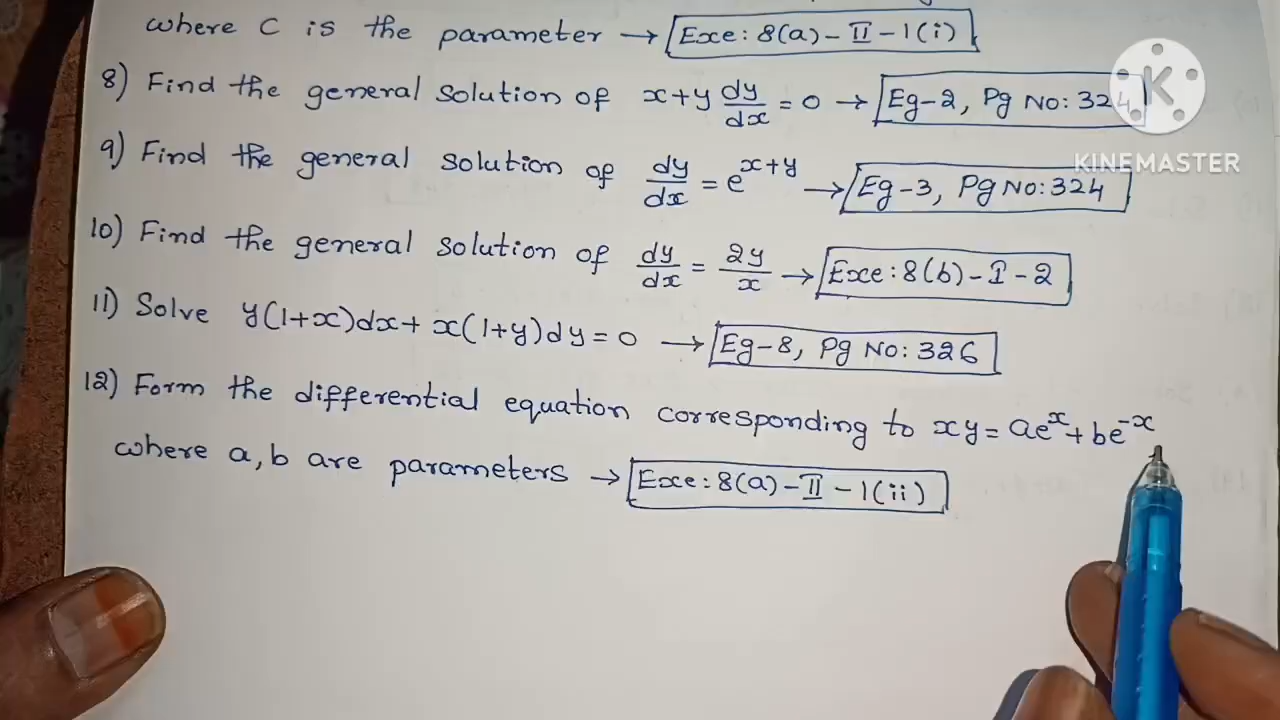 where C is the parameter → Exe: 8(a) - II - 1(i)
8) Find the general solution of x+y dy/dx = 0 → Eg-2, Pg No: 324
9) Find the general solution of dy/dx = e^{x+y} → Eg-3, Pg No: 324
10) Find the general solution of dy/dx = 2y/x → Exe: 8(b) - I - 2
11) Solve y(1+x)dx + x(1+y)dy = 0 → Eg-8, Pg No: 326
12) Form the differential equation corresponding to xy = ae^x + be^{-x}
where a, b are parameters → Exe: 8(a) - II - 1(ii)
K
KINEMASTER